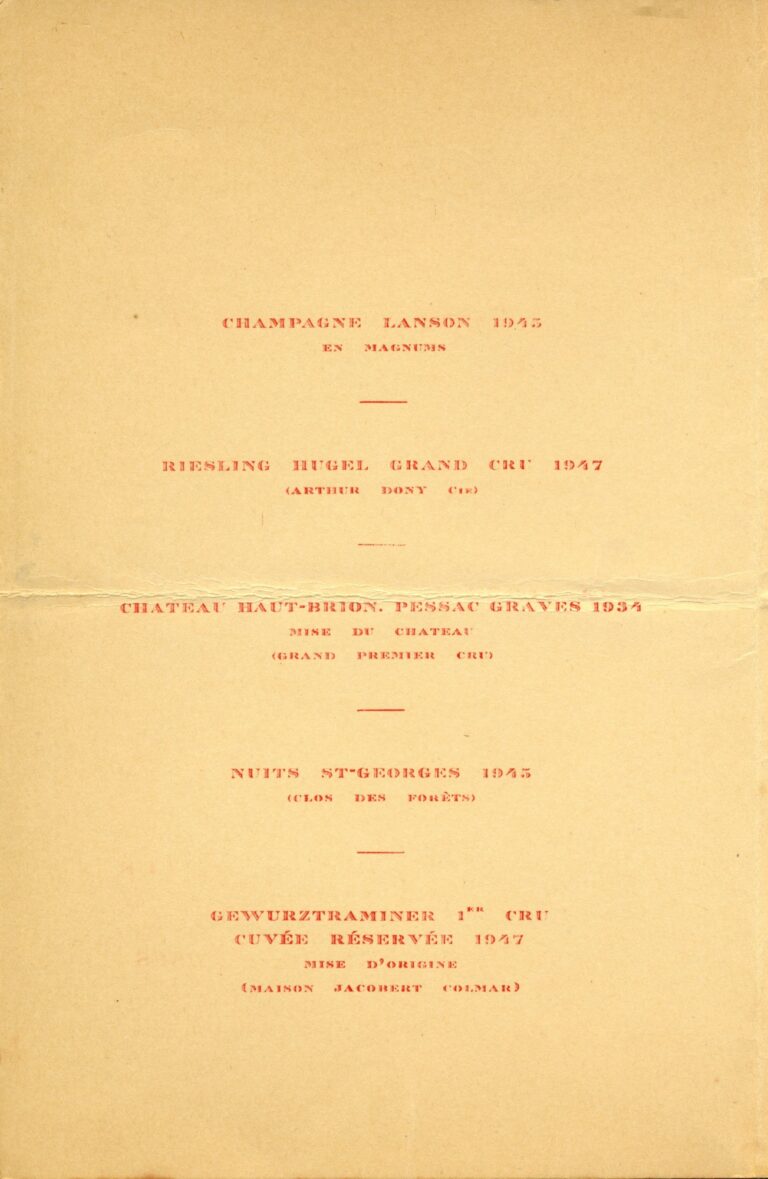 CHAMPAGNE LANSON 1945
EN MAGNUMS
RIESLING HUGEL GRAND CRU 1947
(ARTHUR DONY CIE)
CHATEAU HAUT-BRION. PESSAC GRAVES 1934
MISE DU CHATEAU
(GRAND PREMIER CRU)
NUITS ST-GEORGES 1945
(CLOS DES FORÊTS)
GEWURZTRAMINER 1ER CRU
CUVÉE RÉSERVÉE 1947
MISE D'ORIGINE
(MAISON JACOBERT COLMAR)